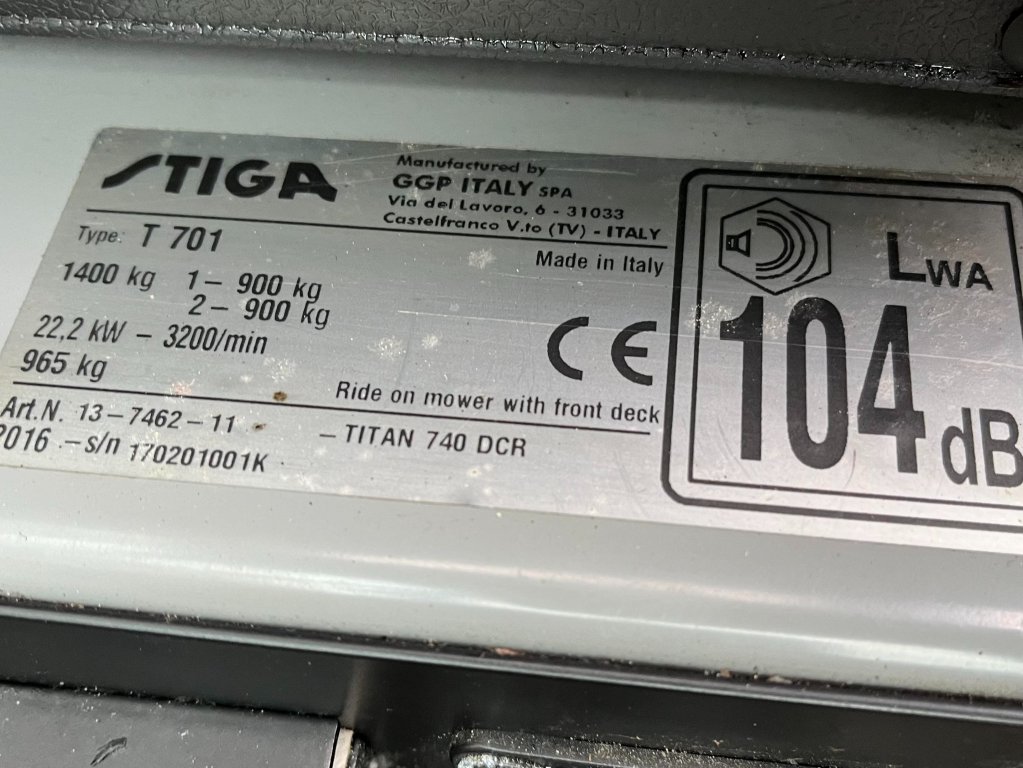 STIGA
Manufactured by
GGP ITALY SPA
Via del Lavoro, 6 - 31033
Castelfranco V.to (TV) - ITALY
Type: T 701
Made in Italy
1400 kg 1 – 900 kg
2 – 900 kg
22,2 kW – 3200/min
965 kg
CE
Ride on mower with front deck
Art.N. 13-7462-11 – TITAN 740 DCR
2016 - s/n 170201001K
LWA
104 dB